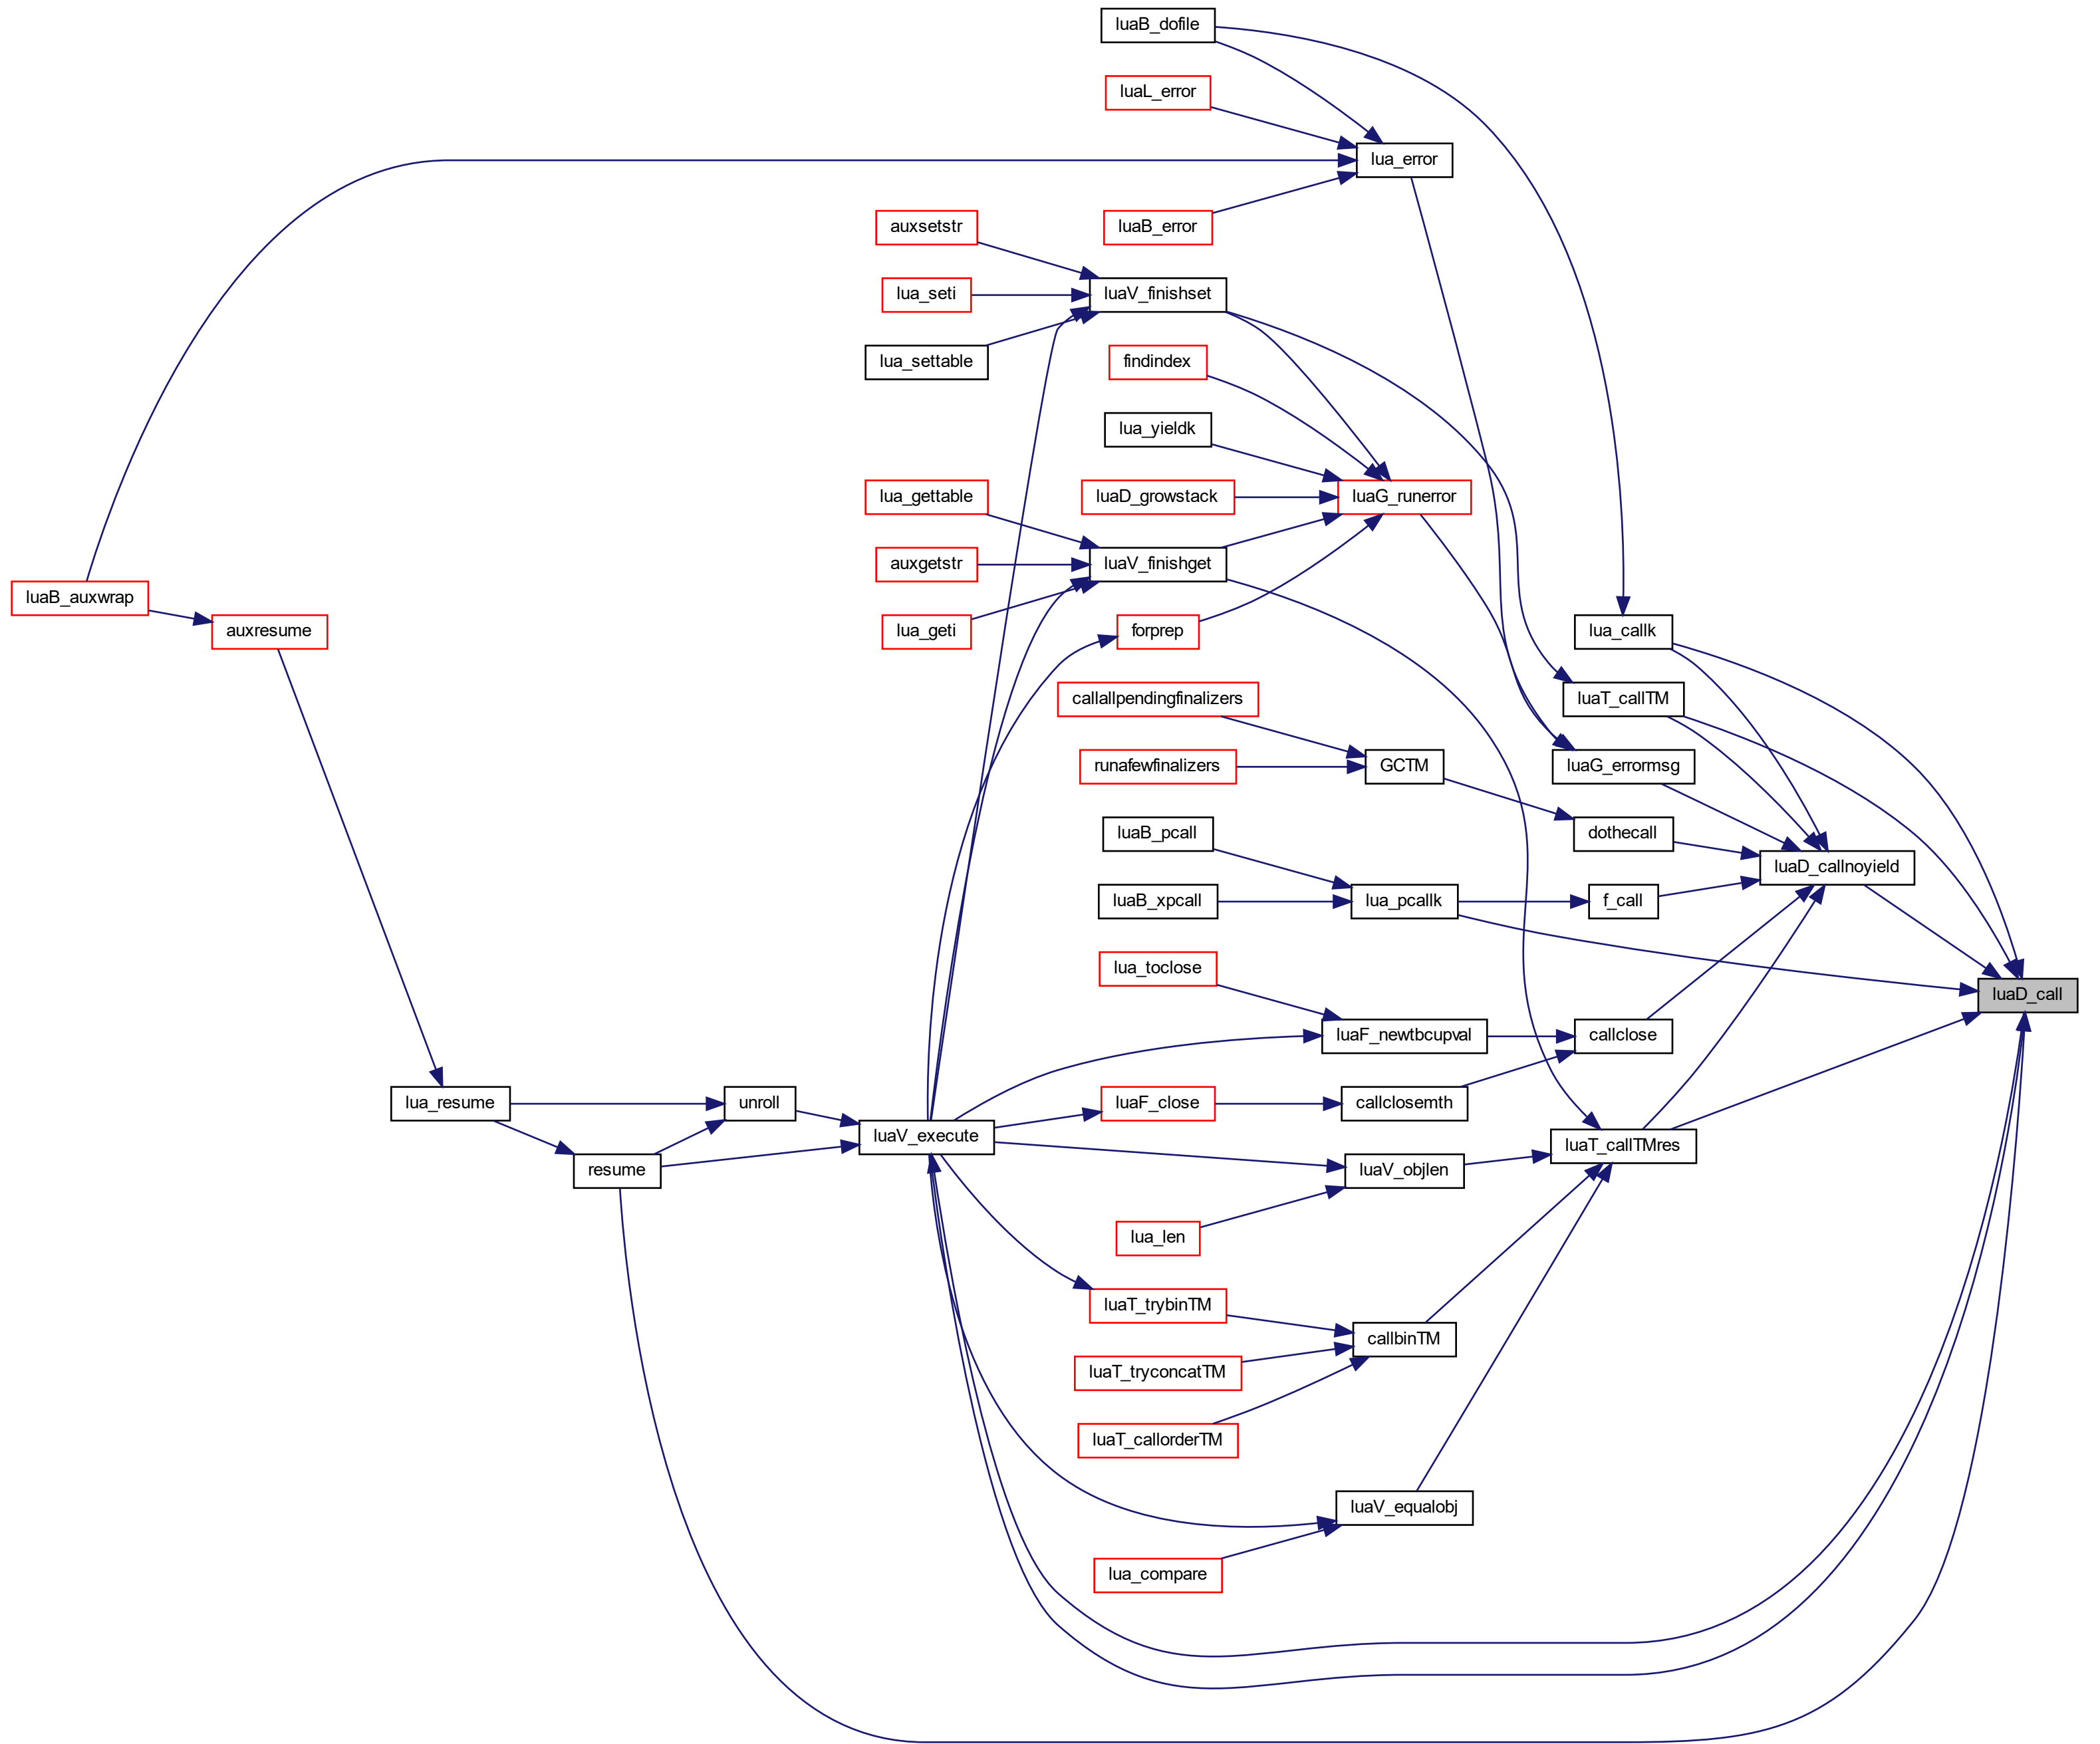 luaB_dofile
luaL_error
lua_error
luaB_error
auxsetstr
lua_seti
luaV_finishset
lua_settable
findindex
lua_yieldk
lua_gettable
luaD_growstack
luaG_runerror
auxgetstr
luaV_finishget
luaB_auxwrap
auxresume
lua_geti
forprep
lua_callk
callallpendingfinalizers
luaT_callTM
runafewfinalizers
GCTM
luaG_errormsg
luaB_pcall
dothecall
luaD_callnoyield
luaB_xpcall
lua_pcallk
f_call
lua_toclose
luaD_call
luaF_newtbcupval
callclose
lua_resume
unroll
luaF_close
callclosemth
luaV_execute
luaT_callTMres
resume
luaV_objlen
lua_len
luaT_trybinTM
callbinTM
luaT_tryconcatTM
luaT_callorderTM
luaV_equalobj
lua_compare